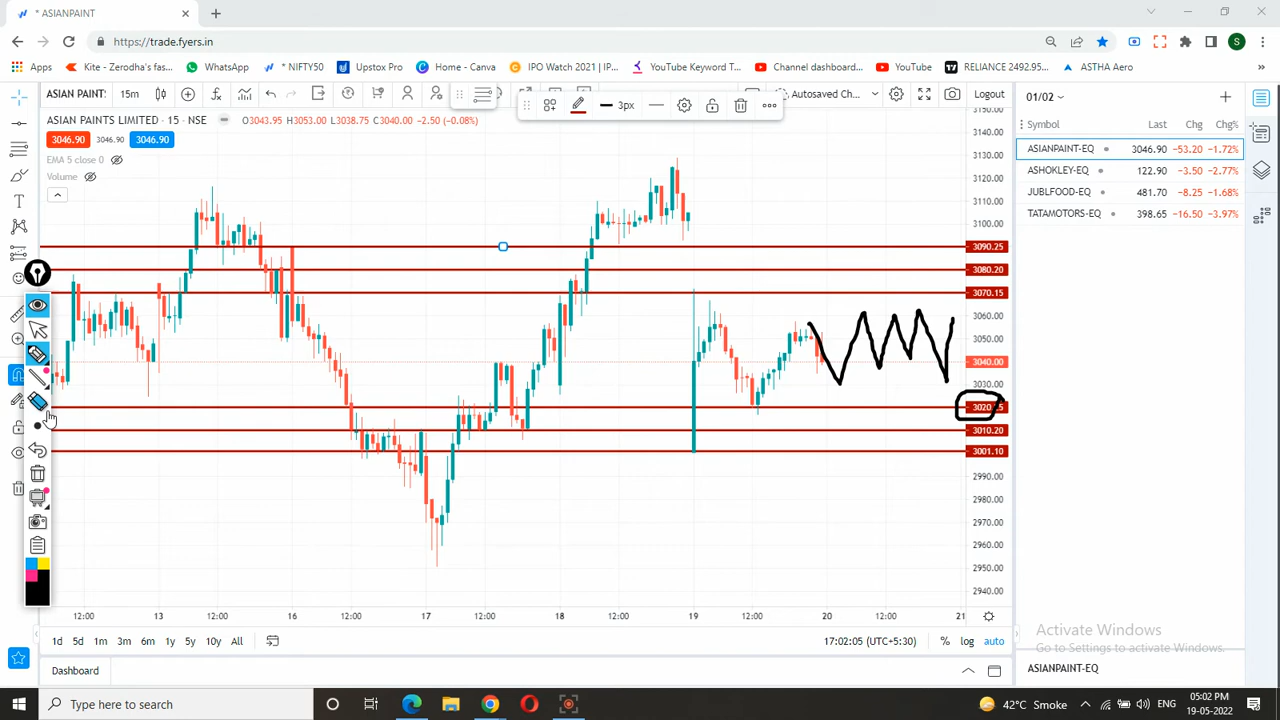 * ASIANPAINT
https://trade.fyers.in
Apps
Kite - Zerodha's fas...
WhatsApp
* NIFTY50
Upstox Pro
Home - Canva
IPO Watch 2021 | IP...
YouTube Keyword T...
Channel dashboard...
YouTube
RELIANCE 2492.95...
ASTHA Aero
ASIAN PAINT
15m
3px
Autosaved Ch...
Logout
ASIAN PAINTS LIMITED · 15 · NSE O3043.95 H3053.00 L3038.75 C3040.00 −2.50 (−0.08%)
3046.90 3046.90 3046.90
EMA 5 close 0
Volume
3150.00
3140.00
3130.00
3120.00
3110.00
3100.00
3090.25
3080.20
3070.15
3060.00
3050.00
3040.00
3030.00
3010.20
3001.10
2990.00
2980.00
2970.00
2960.00
2950.00
2940.00
12:00 13 12:00 16 12:00 17 12:00 18 12:00 19 12:00 20 12:00 21
1d 5d 1m 3m 6m 1y 5y 10y All
17:02:05 (UTC+5:30)
% log auto
Dashboard
01/02
Symbol Last Chg Chg%
ASIANPAINT-EQ 3046.90 −53.20 −1.72%
ASHOKLEY-EQ 122.90 −3.50 −2.77%
JUBLFOOD-EQ 481.70 −8.25 −1.68%
TATAMOTORS-EQ 398.65 −16.50 −3.97%
Activate Windows
Go to Settings to activate Windows.
ASIANPAINT-EQ
Type here to search
42°C Smoke
ENG
05:02 PM
19-05-2022